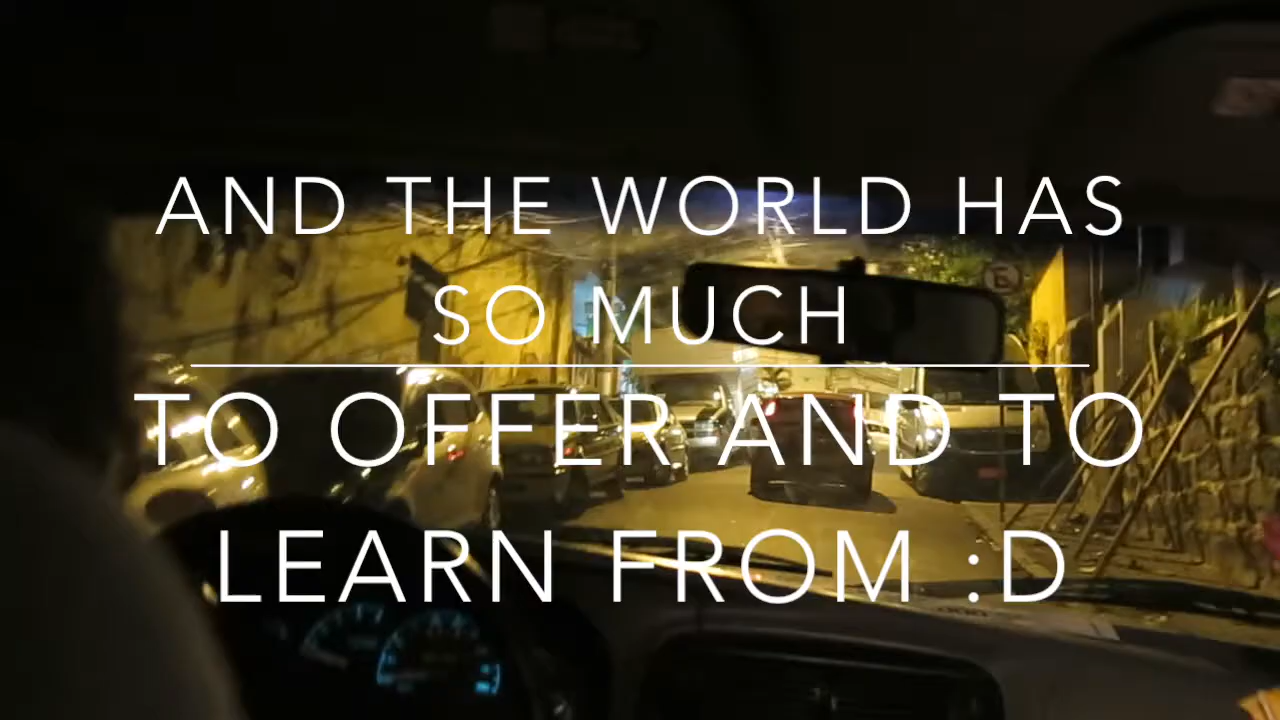 AND THE WORLD HAS
SO MUCH
TO OFFER AND TO
LEARN FROM :D
E